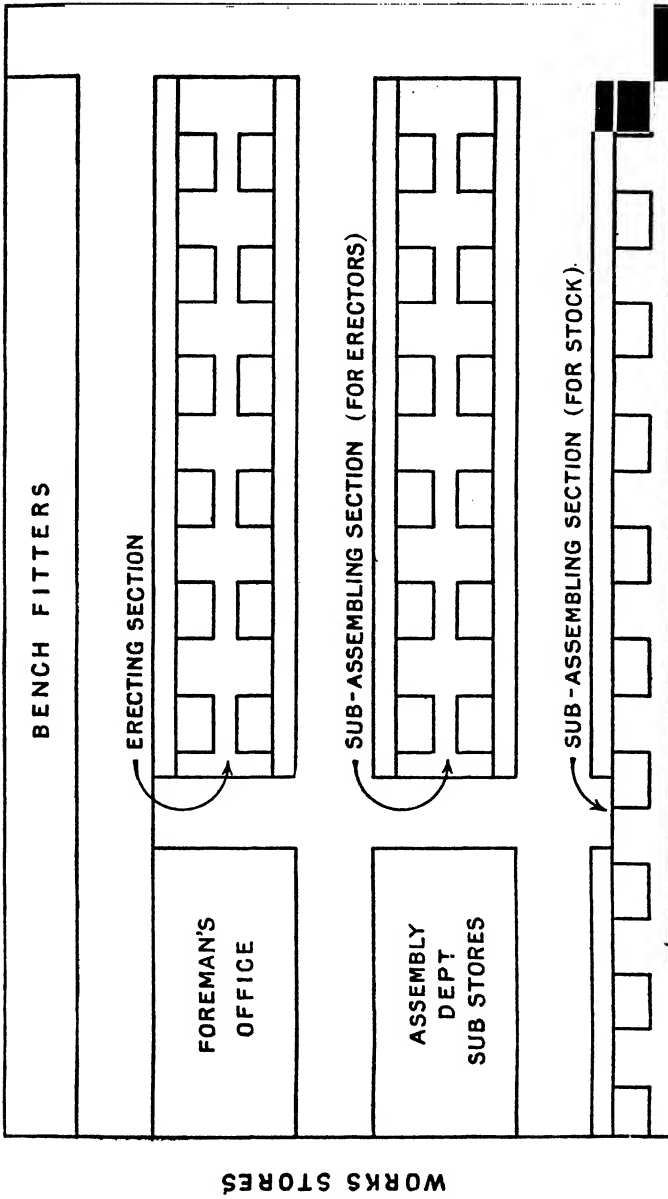 BENCH FITTERS
ERECTING SECTION
SUB-ASSEMBLING SECTION (FOR ERECTORS)
SUB-ASSEMBLING SECTION (FOR STOCK).
FOREMAN'S
OFFICE
ASSEMBLY
DEPT
SUB STORES
WORKS STORES